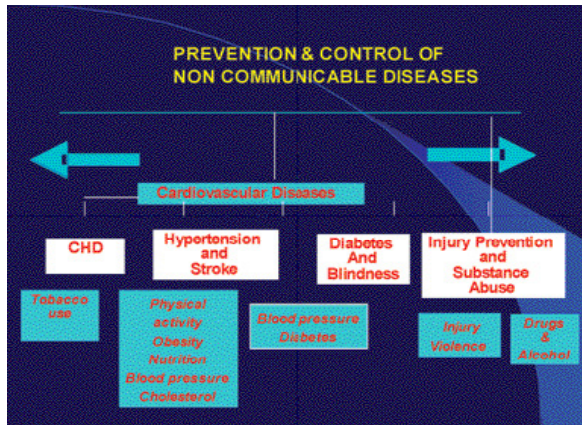 PREVENTION & CONTROL OF
NON COMMUNICABLE DISEASES
Cardiovascular Diseases
CHD
Hypertension
and
Stroke
Diabetes
And
Blindness
Injury Prevention
and
Substance
Abuse
Tobacco
use
Physical
activity
Obesity
Nutrition
Blood pressure
Cholesterol
Blood pressure
Diabetes
Injury
Violence
Drugs
&
Alcohol